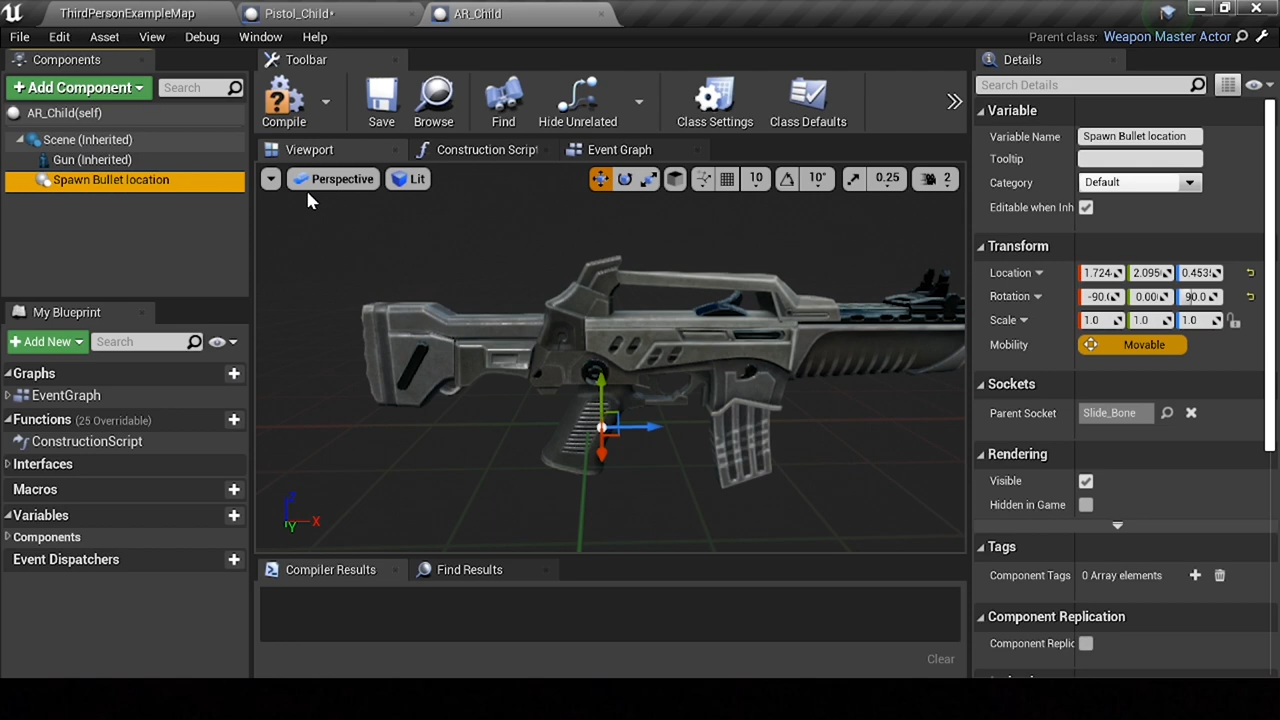 ThirdPersonExampleMap
Pistol_Child•
AR_Child
File Edit Asset View Debug Window Help
Parent class: Weapon Master Actor
Components
+ Add Component
Search
AR_Child(self)
Scene (Inherited)
Gun (Inherited)
Spawn Bullet location
My Blueprint
+ Add New
Search
Graphs
EventGraph
Functions (25 Overridable)
ConstructionScript
Interfaces
Macros
Variables
Components
Event Dispatchers
Toolbar
Compile
Save
Browse
Find
Hide Unrelated
Class Settings
Class Defaults
Viewport
Construction Scrip
Event Graph
Perspective
Lit
10
10°
0.25
2
Z
X
Y
Compiler Results
Find Results
Clear
Details
Search Details
Variable
Variable Name Spawn Bullet location
Tooltip
Category Default
Editable when Inh
Transform
Location 1.724 2.095 0.453
Rotation -90.0 0.00 90.0
Scale 1.0 1.0 1.0
Mobility Movable
Sockets
Parent Socket Slide_Bone
Rendering
Visible
Hidden in Game
Tags
Component Tags 0 Array elements
Component Replication
Component Replic